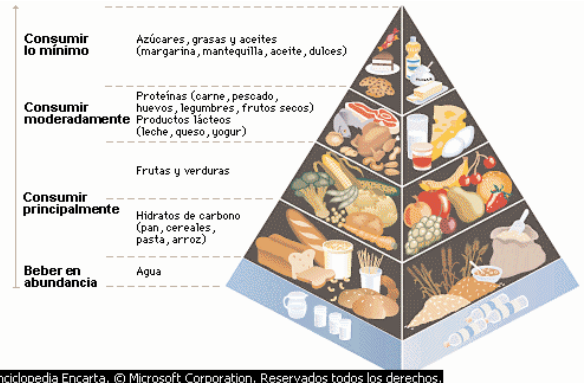 Consumir
lo mínimo
Azúcares, grasas y aceites
(margarina, mantequilla, aceite, dulces)
Consumir
moderadamente
Proteínas (carne, pescado,
huevos, legumbres, frutos secos)
Productos lácteos
(leche, queso, yogur)
Frutas y verduras
Consumir
principalmente
Hidratos de carbono
(pan, cereales,
pasta, arroz)
Beber en
abundancia
Agua
nciclopedia Encarta, © Microsoft Corporation. Reservados todos los derechos.